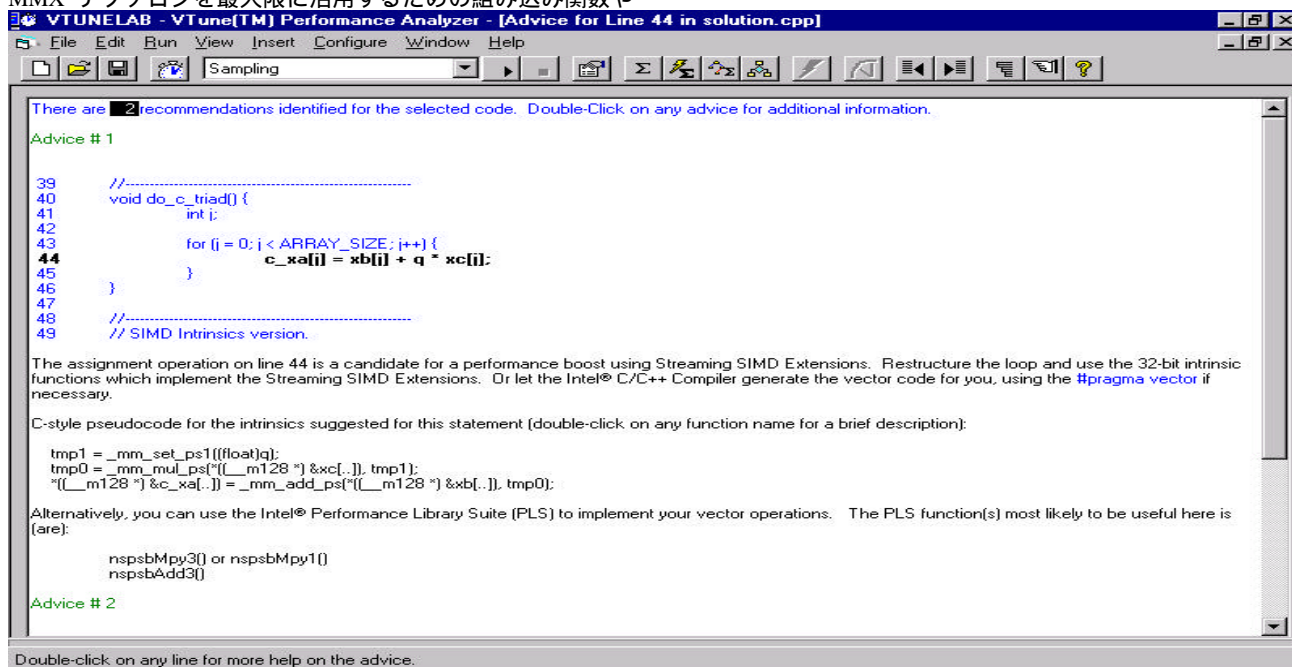 MMX テクノロジを最大限に活用するための組み込み関数や
VTUNELAB - VTune(TM) Performance Analyzer - [Advice for Line 44 in solution.cpp]
File Edit Run View Insert Configure Window Help
Sampling
There are 2 recommendations identified for the selected code. Double-Click on any advice for additional information.
Advice # 1
39 //------------------------------------------------------------
40 void do_c_triad() {
41 int j;
42
43 for (j = 0; j < ARRAY_SIZE; j++) {
44 c_xa[j] = xb[j] + q * xc[j];
45 }
46 }
47
48 //------------------------------------------------------------
49 // SIMD Intrinsics version.
The assignment operation on line 44 is a candidate for a performance boost using Streaming SIMD Extensions. Restructure the loop and use the 32-bit intrinsic
functions which implement the Streaming SIMD Extensions. Or let the Intel® C/C++ Compiler generate the vector code for you, using the #pragma vector if
necessary.
C-style pseudocode for the intrinsics suggested for this statement (double-click on any function name for a brief description):
tmp1 = _mm_set_ps1((float)q);
tmp0 = _mm_mul_ps(*((__m128 *) &xc[..]), tmp1);
*((__m128 *) &c_xa[..]) = _mm_add_ps(*((__m128 *) &xb[..]), tmp0);
Alternatively, you can use the Intel® Performance Library Suite (PLS) to implement your vector operations. The PLS function(s) most likely to be useful here is
(are):
nspsbMpy3() or nspsbMpy1()
nspsbAdd3()
Advice # 2
Double-click on any line for more help on the advice.